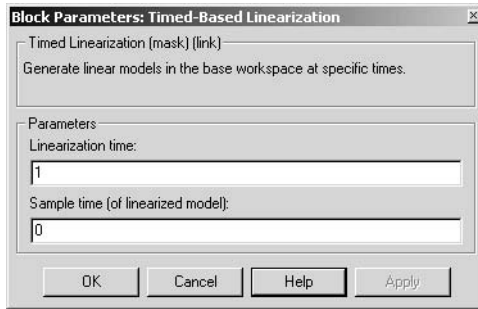 Block Parameters: Timed-Based Linearization
Timed Linearization (mask) (link)
Generate linear models in the base workspace at specific times.
Parameters
Linearization time:
1
Sample time (of linearized model):
0
OK Cancel Help Apply